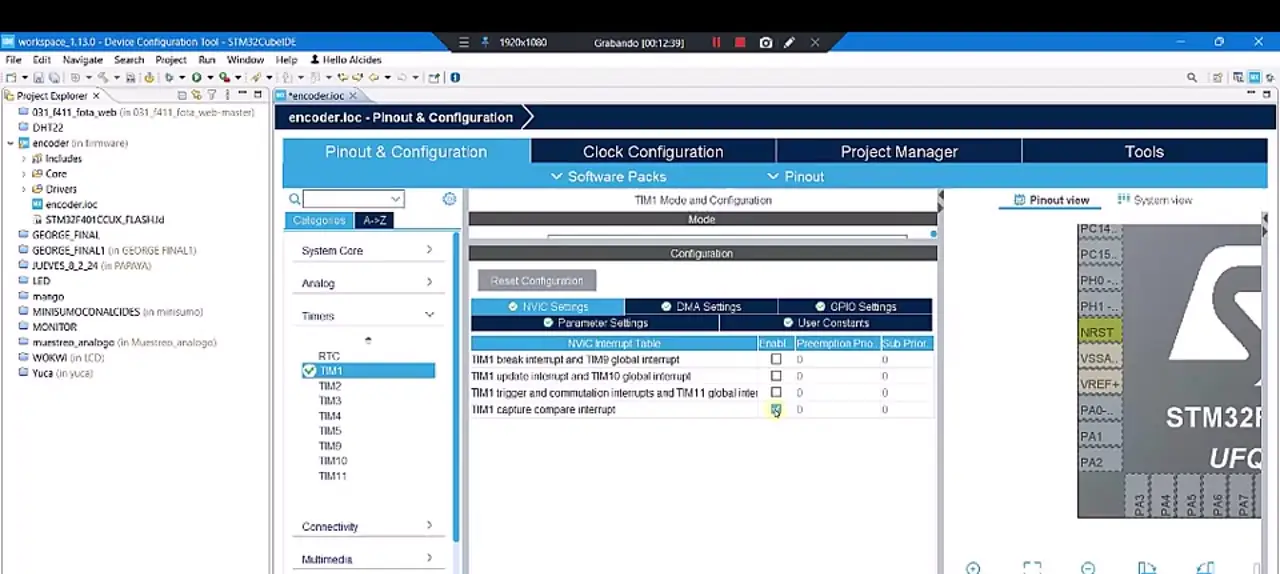 workspace_1.13.0 - Device Configuration Tool - STM32CubeIDE
1920x1080
Grabando [00:12:39]
File Edit Navigate Search Project Run Window Help Hello Alcides
Project Explorer
*encoder.ioc
031_f411_fota_web (in 031_f411_fota_web-master)
DHT22
encoder (in firmware)
Includes
Core
Drivers
encoder.ioc
STM32F401CCUX_FLASH.ld
GEORGE_FINAL
GEORGE_FINAL1 (in GEORGE FINAL1)
JUEVES_8_2_24 (in PAPAYA)
LED
mango
MINISUMOCONALCIDES (in minisumo)
MONITOR
muestreo_analogo (in Muestreo_analogo)
WOKWI (in LCD)
Yuca (in yuca)
encoder.ioc - Pinout & Configuration
Pinout & Configuration
Clock Configuration
Project Manager
Tools
Software Packs
Pinout
Categories
A->Z
System Core
Analog
Timers
RTC
TIM1
TIM2
TIM3
TIM4
TIM5
TIM9
TIM10
TIM11
Connectivity
Multimedia
TIM1 Mode and Configuration
Mode
Configuration
Reset Configuration
NVIC Settings
DMA Settings
GPIO Settings
Parameter Settings
User Constants
NVIC Interrupt Table Enabl.. Preemption Prio.. Sub Prior..
TIM1 break interrupt and TIM9 global interrupt 0 0
TIM1 update interrupt and TIM10 global interrupt 0 0
TIM1 trigger and commutation interrupts and TIM11 global inter 0 0
TIM1 capture compare interrupt 0 0
Pinout view
System view
PC14..
PC15..
PH0 -..
PH1 -..
NRST
VSSA..
VREF+
PA0-..
PA1
PA2
PA3
PA4
PA5
PA6
PA7
STM32F
UFQ